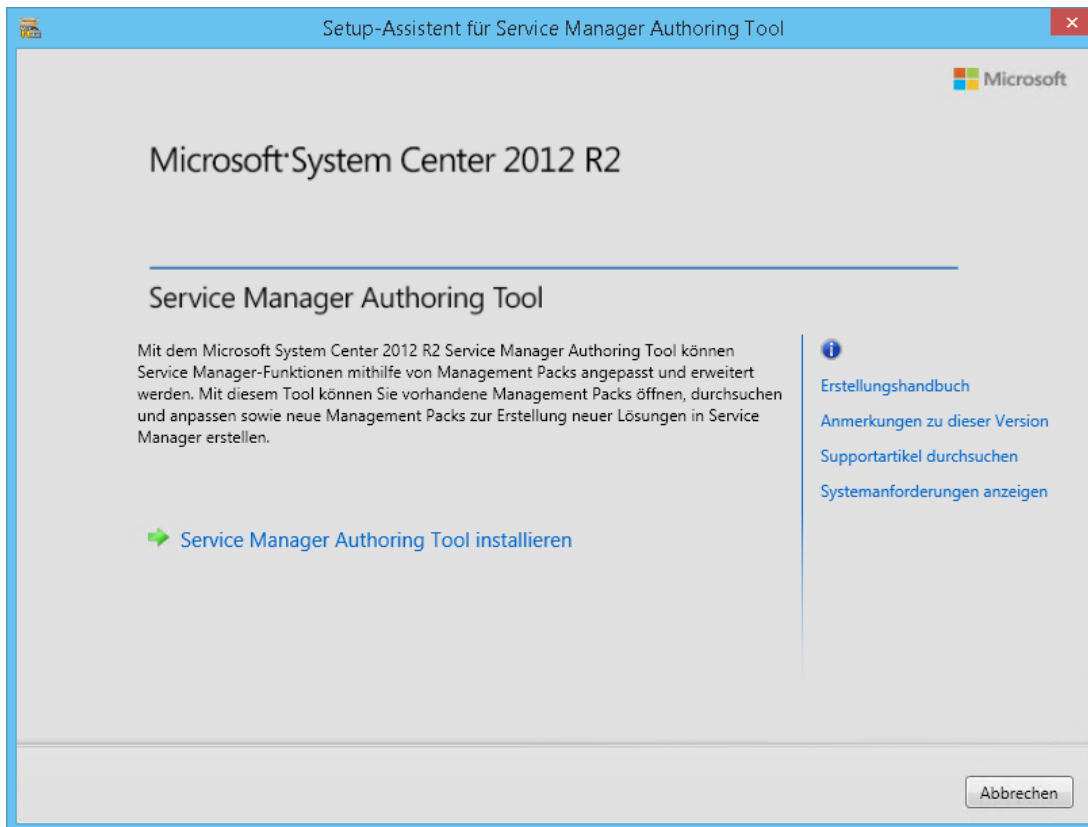 Setup-Assistent für Service Manager Authoring Tool
Microsoft
Microsoft® System Center 2012 R2
Service Manager Authoring Tool
Mit dem Microsoft System Center 2012 R2 Service Manager Authoring Tool können
Service Manager-Funktionen mithilfe von Management Packs angepasst und erweitert
werden. Mit diesem Tool können Sie vorhandene Management Packs öffnen, durchsuchen
und anpassen sowie neue Management Packs zur Erstellung neuer Lösungen in Service
Manager erstellen.
Service Manager Authoring Tool installieren
Erstellungshandbuch
Anmerkungen zu dieser Version
Supportartikel durchsuchen
Systemanforderungen anzeigen
Abbrechen